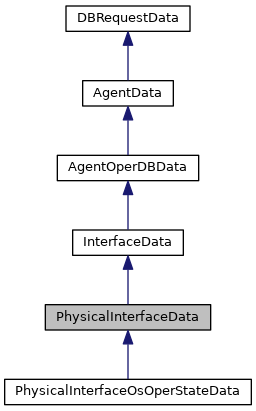 DBRequestData
AgentData
AgentOperDBData
InterfaceData
PhysicalInterfaceData
PhysicalInterfaceOsOperStateData